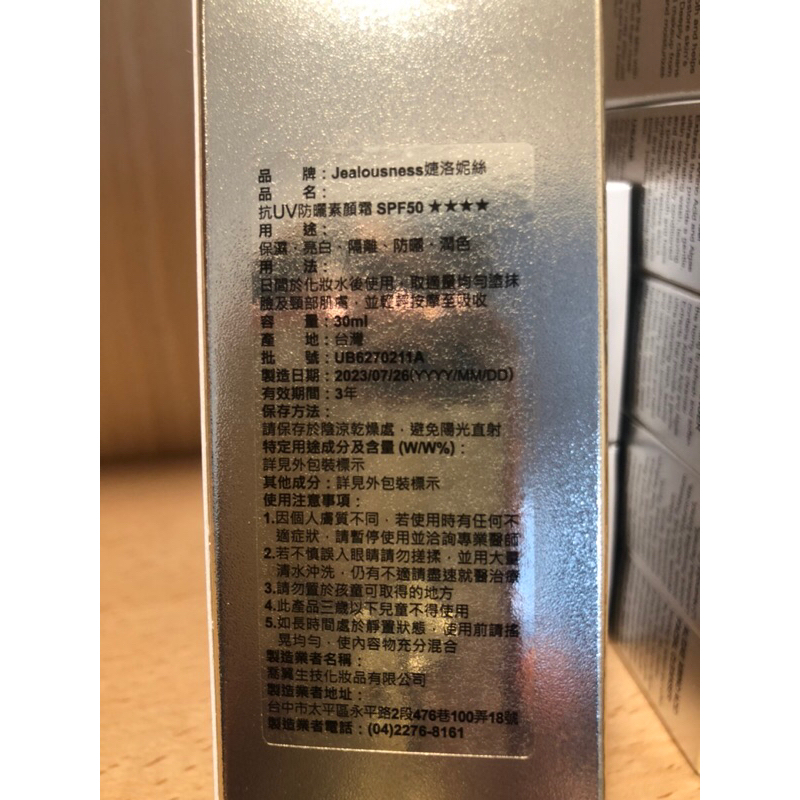 品　　牌：Jealousness婕洛妮絲
品　　名：
抗UV防曬素顏霜 SPF50 ★★★★
用　　途：
保濕、亮白、隔離、防曬、潤色
用　　法：
日間於化妝水後使用，取適量均勻塗抹
臉及頸部肌膚，並輕輕按摩至吸收
容　　量：30ml
產　　地：台灣
批　　號：UB6270211A
製造日期：2023/07/26(YYYY/MM/DD)
有效期間：3年
保存方法：
請保存於陰涼乾燥處，避免陽光直射
特定用途成分及含量 (W/W%)：
詳見外包裝標示
其他成分：詳見外包裝標示
使用注意事項：
1.因個人膚質不同，若使用時有任何不
適症狀，請暫停使用並洽詢專業醫師
2.若不慎誤入眼睛請勿搓揉，並用大量
清水沖洗，仍有不適請盡速就醫治療
3.請勿置於孩童可取得的地方
4.此產品三歲以下兒童不得使用
5.如長時間處於靜置狀態，使用前請搖
晃均勻，使內容物充分混合
製造業者名稱：
喬翼生技化妝品有限公司
製造業者地址：
台中市太平區永平路2段476巷100弄18號
製造業者電話：(04)2276-8161